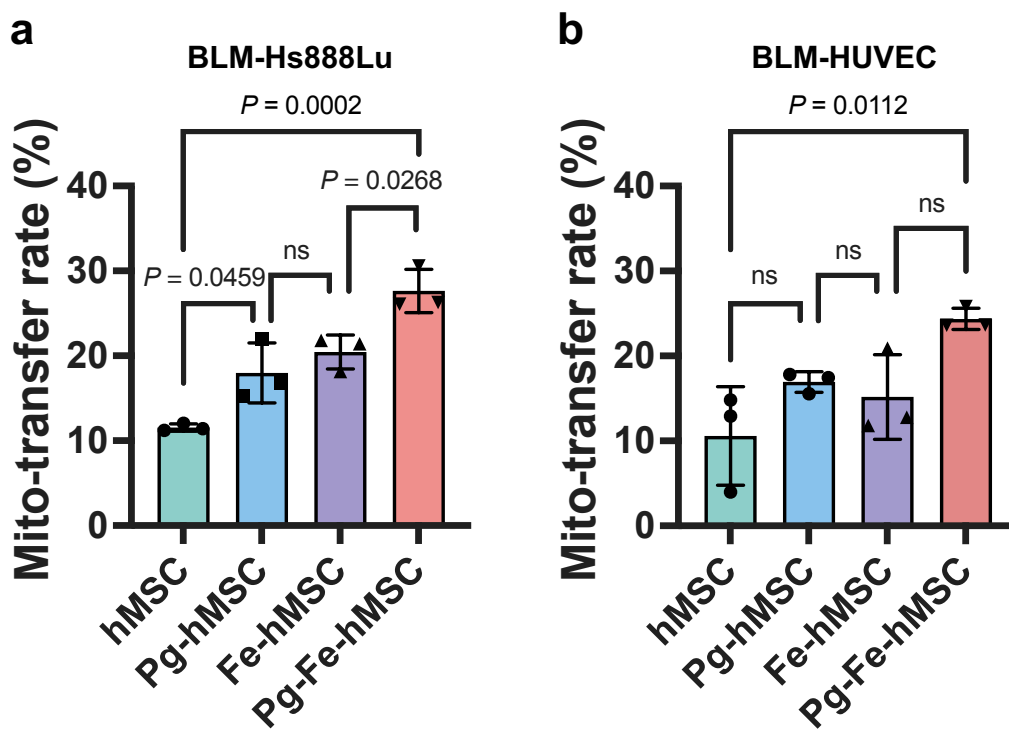 a
BLM-Hs888Lu
P = 0.0002
P = 0.0268
ns
P = 0.0459
Mito-transfer rate (%)
40
30
20
10
0
hMSC
Pg-hMSC
Fe-hMSC
Pg-Fe-hMSC
b
BLM-HUVEC
P = 0.0112
ns
ns
ns
Mito-transfer rate (%)
40
30
20
10
0
hMSC
Pg-hMSC
Fe-hMSC
Pg-Fe-hMSC